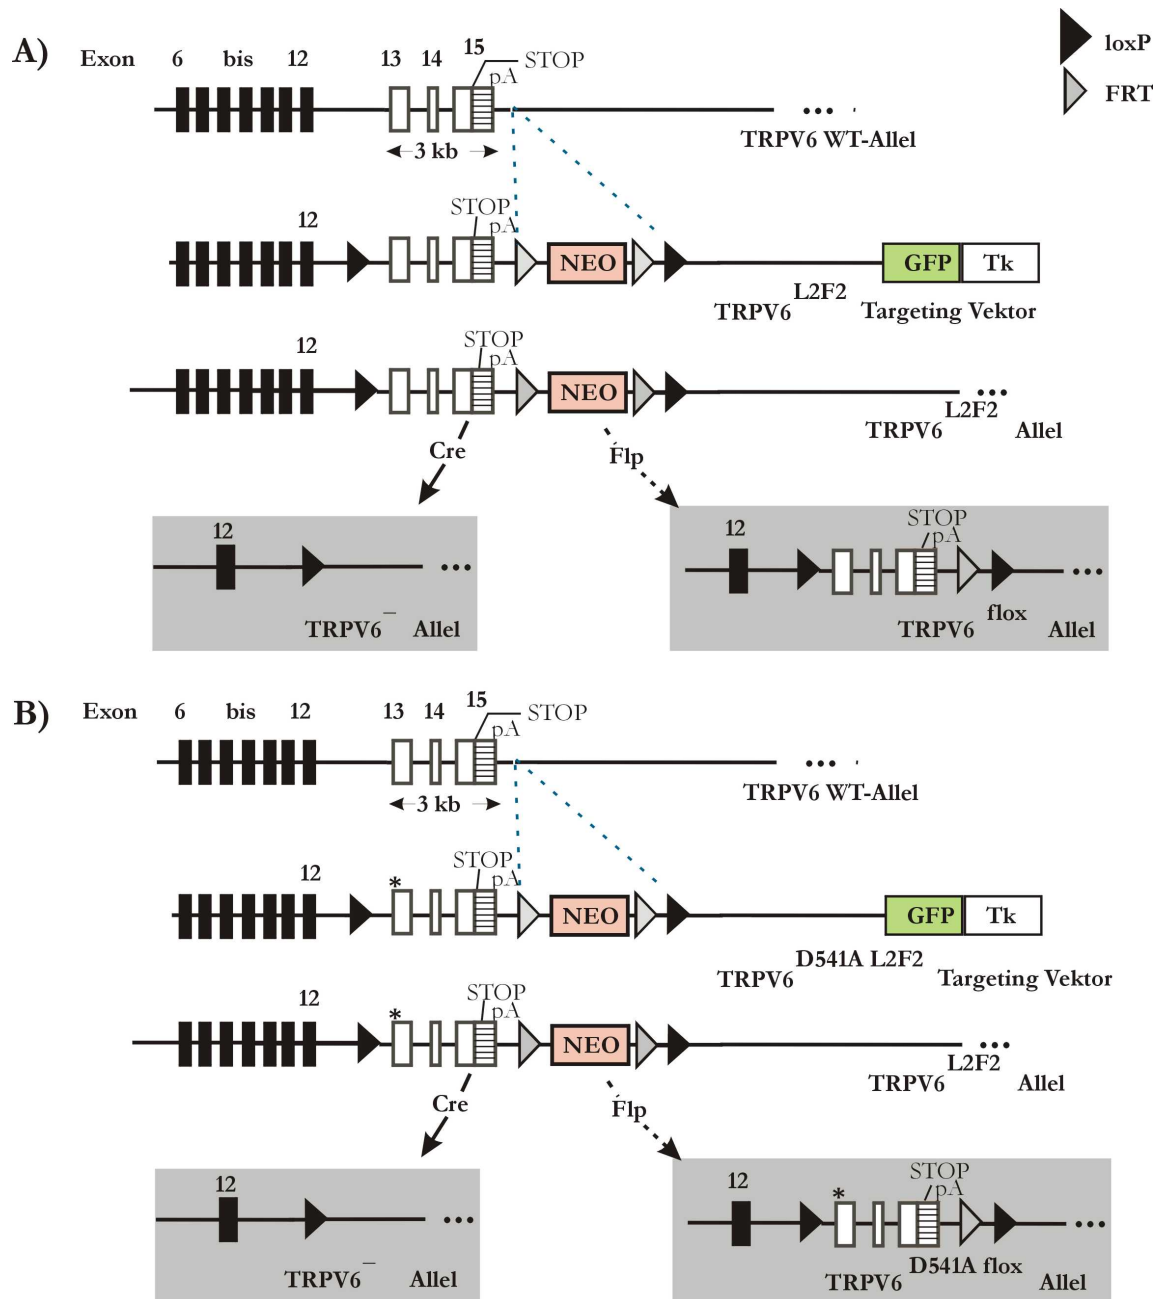 A) Exon 6 bis 12 13 14 15 STOP
pA
loxP
FRT
3 kb
TRPV6 WT-Allel
12 STOP
pA
NEO GFP Tk
TRPV6 L2F2 Targeting Vektor
12 STOP
pA
NEO ...
TRPV6 L2F2 Allel
Cre Flp
12
...
TRPV6 – Allel
12 STOP
pA
...
TRPV6 flox Allel
B) Exon 6 bis 12 13 14 15 STOP
pA
... .
3 kb
TRPV6 WT-Allel
12 * STOP
pA
NEO GFP Tk
TRPV6 D541A L2F2 Targeting Vektor
12 * STOP
pA
NEO ...
TRPV6 L2F2 Allel
Cre Flp
12
...
TRPV6 – Allel
12 * STOP
pA
...
TRPV6 D541A flox Allel